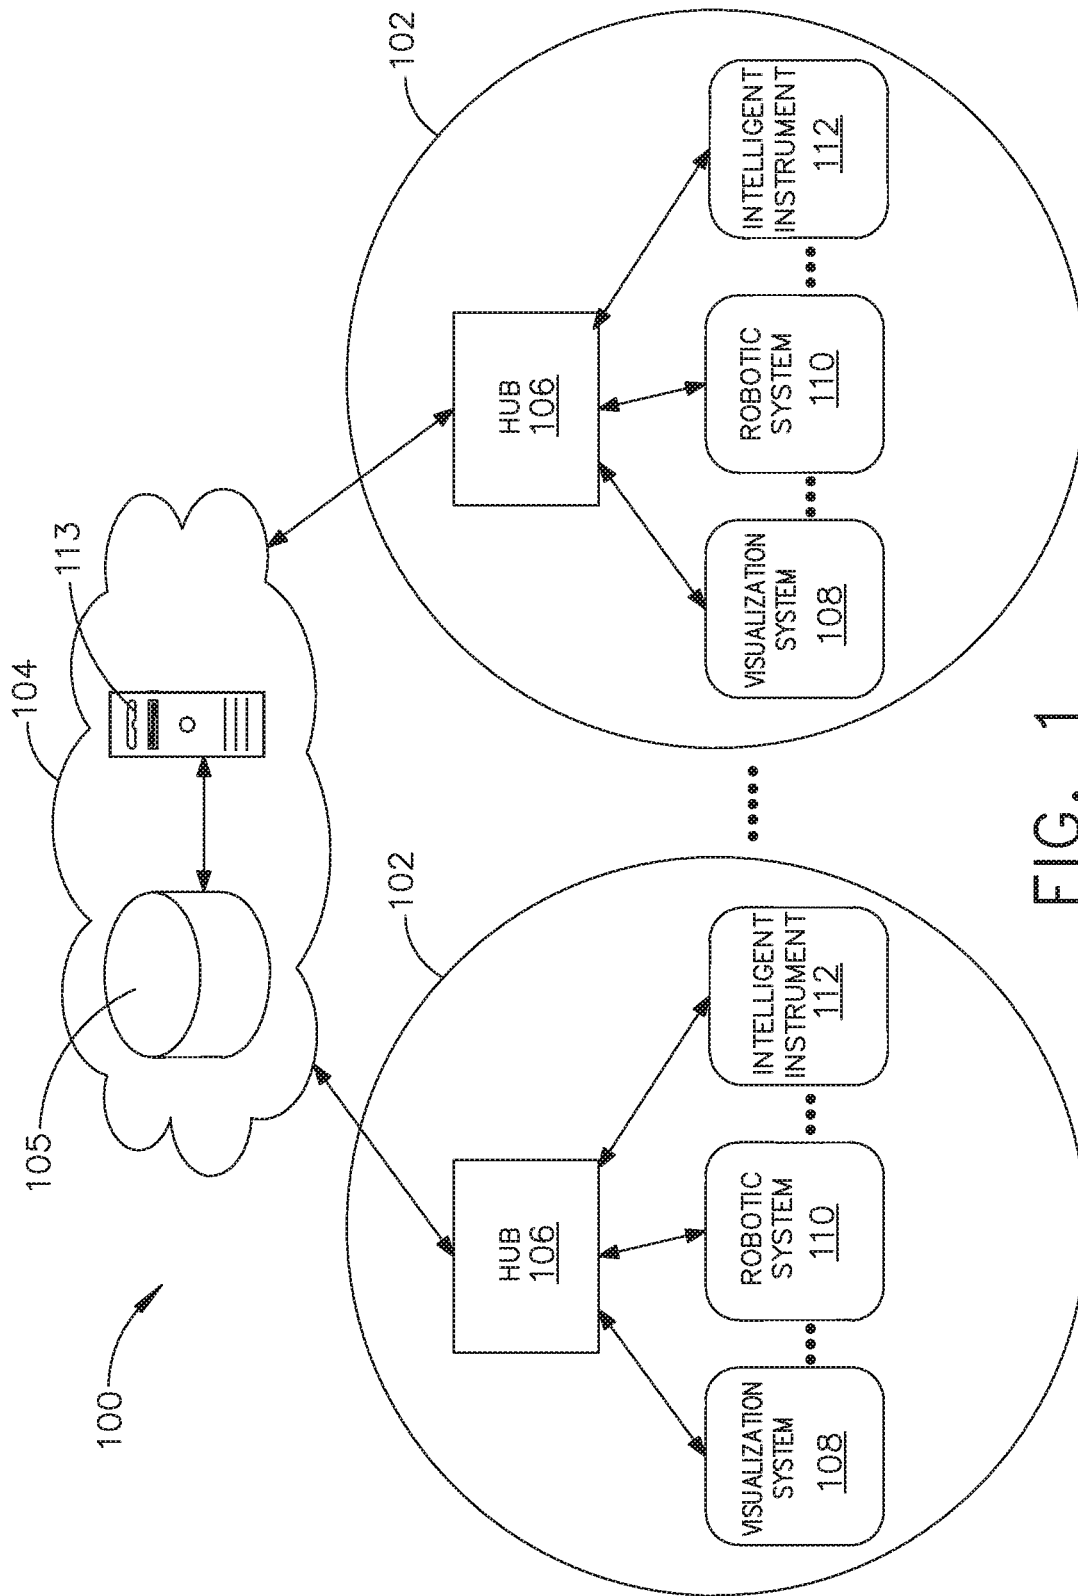 100
105
104
113
102
HUB
106
VISUALIZATION
SYSTEM
108
ROBOTIC
SYSTEM
110
INTELLIGENT
INSTRUMENT
112
102
HUB
106
VISUALIZATION
SYSTEM
108
ROBOTIC
SYSTEM
110
INTELLIGENT
INSTRUMENT
112
FIG. 1